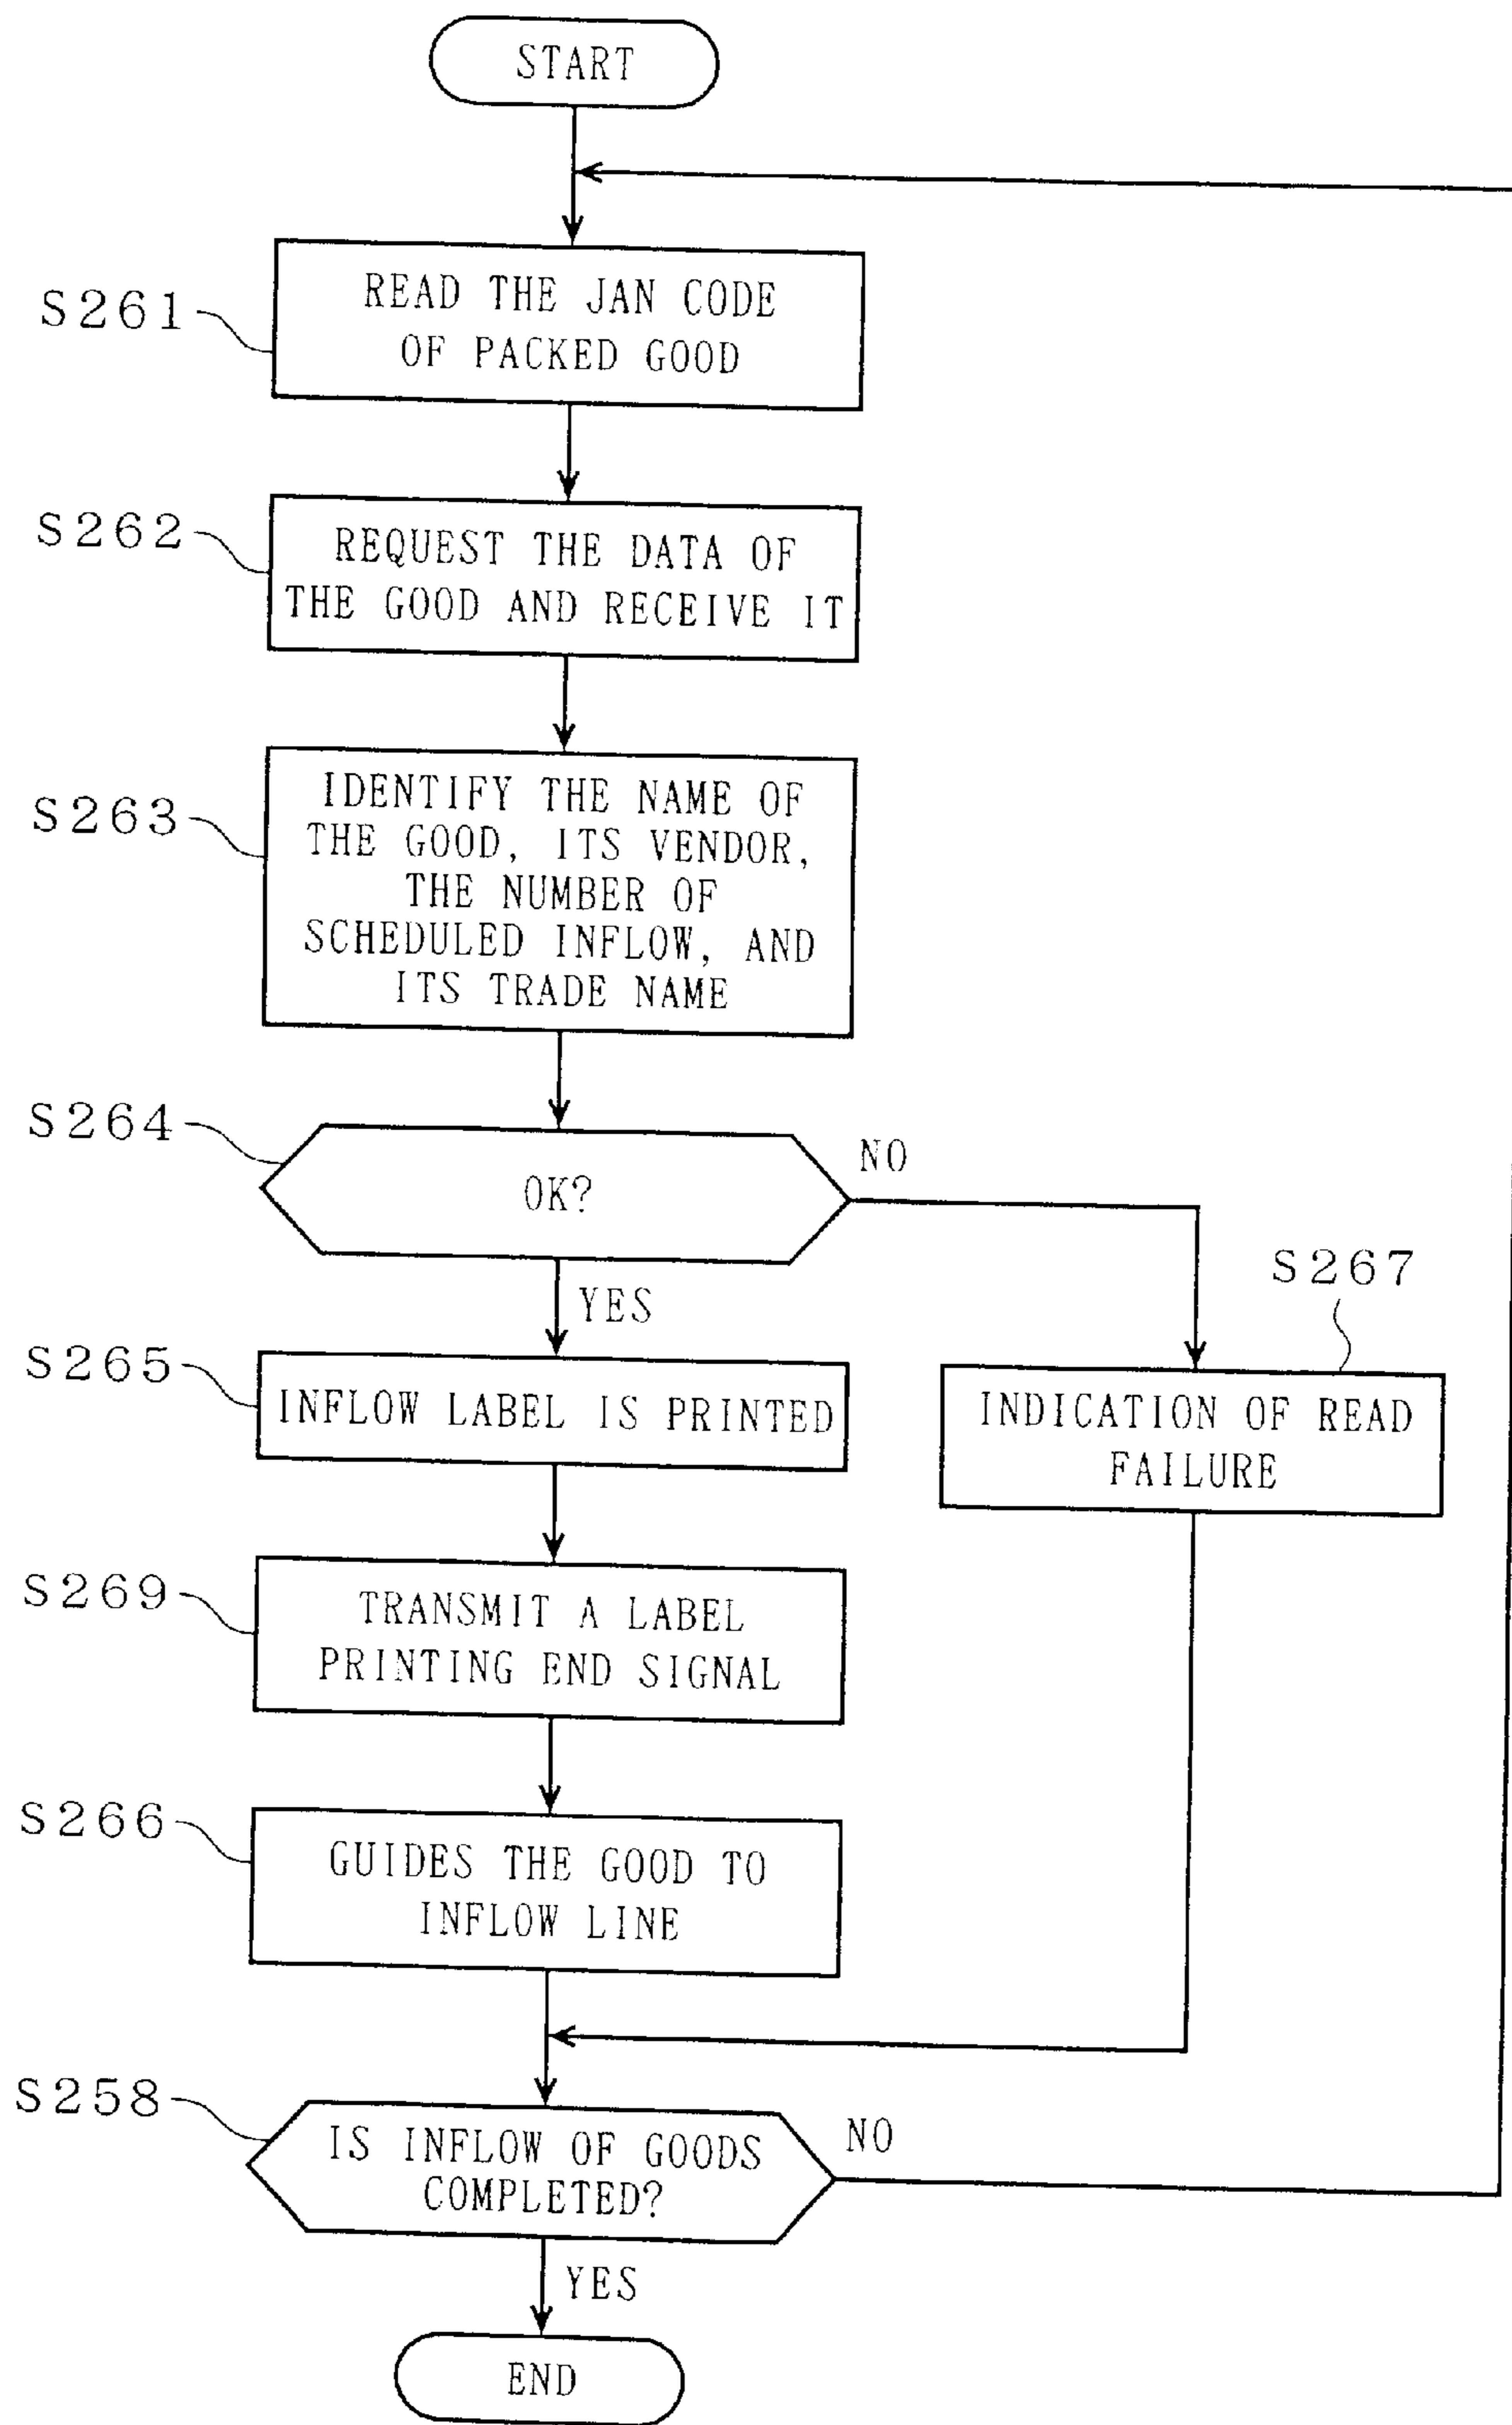 START
S261
READ THE JAN CODE
OF PACKED GOOD
S262
REQUEST THE DATA OF
THE GOOD AND RECEIVE IT
S263
IDENTIFY THE NAME OF
THE GOOD, ITS VENDOR,
THE NUMBER OF
SCHEDULED INFLOW, AND
ITS TRADE NAME
S264
OK?
NO
YES
S267
INDICATION OF READ
FAILURE
S265
INFLOW LABEL IS PRINTED
S269
TRANSMIT A LABEL
PRINTING END SIGNAL
S266
GUIDES THE GOOD TO
INFLOW LINE
S258
IS INFLOW OF GOODS
COMPLETED?
NO
YES
END